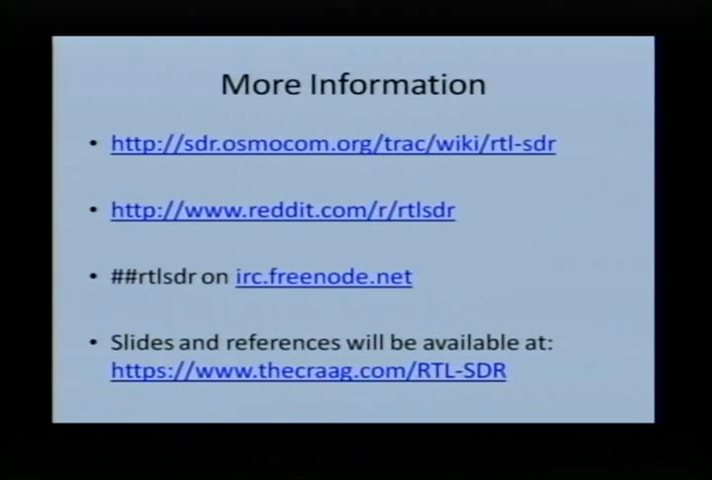 More Information
• http://sdr.osmocom.org/trac/wiki/rtl-sdr
• http://www.reddit.com/r/rtlsdr
• ##rtlsdr on irc.freenode.net
• Slides and references will be available at:
https://www.thecraag.com/RTL-SDR